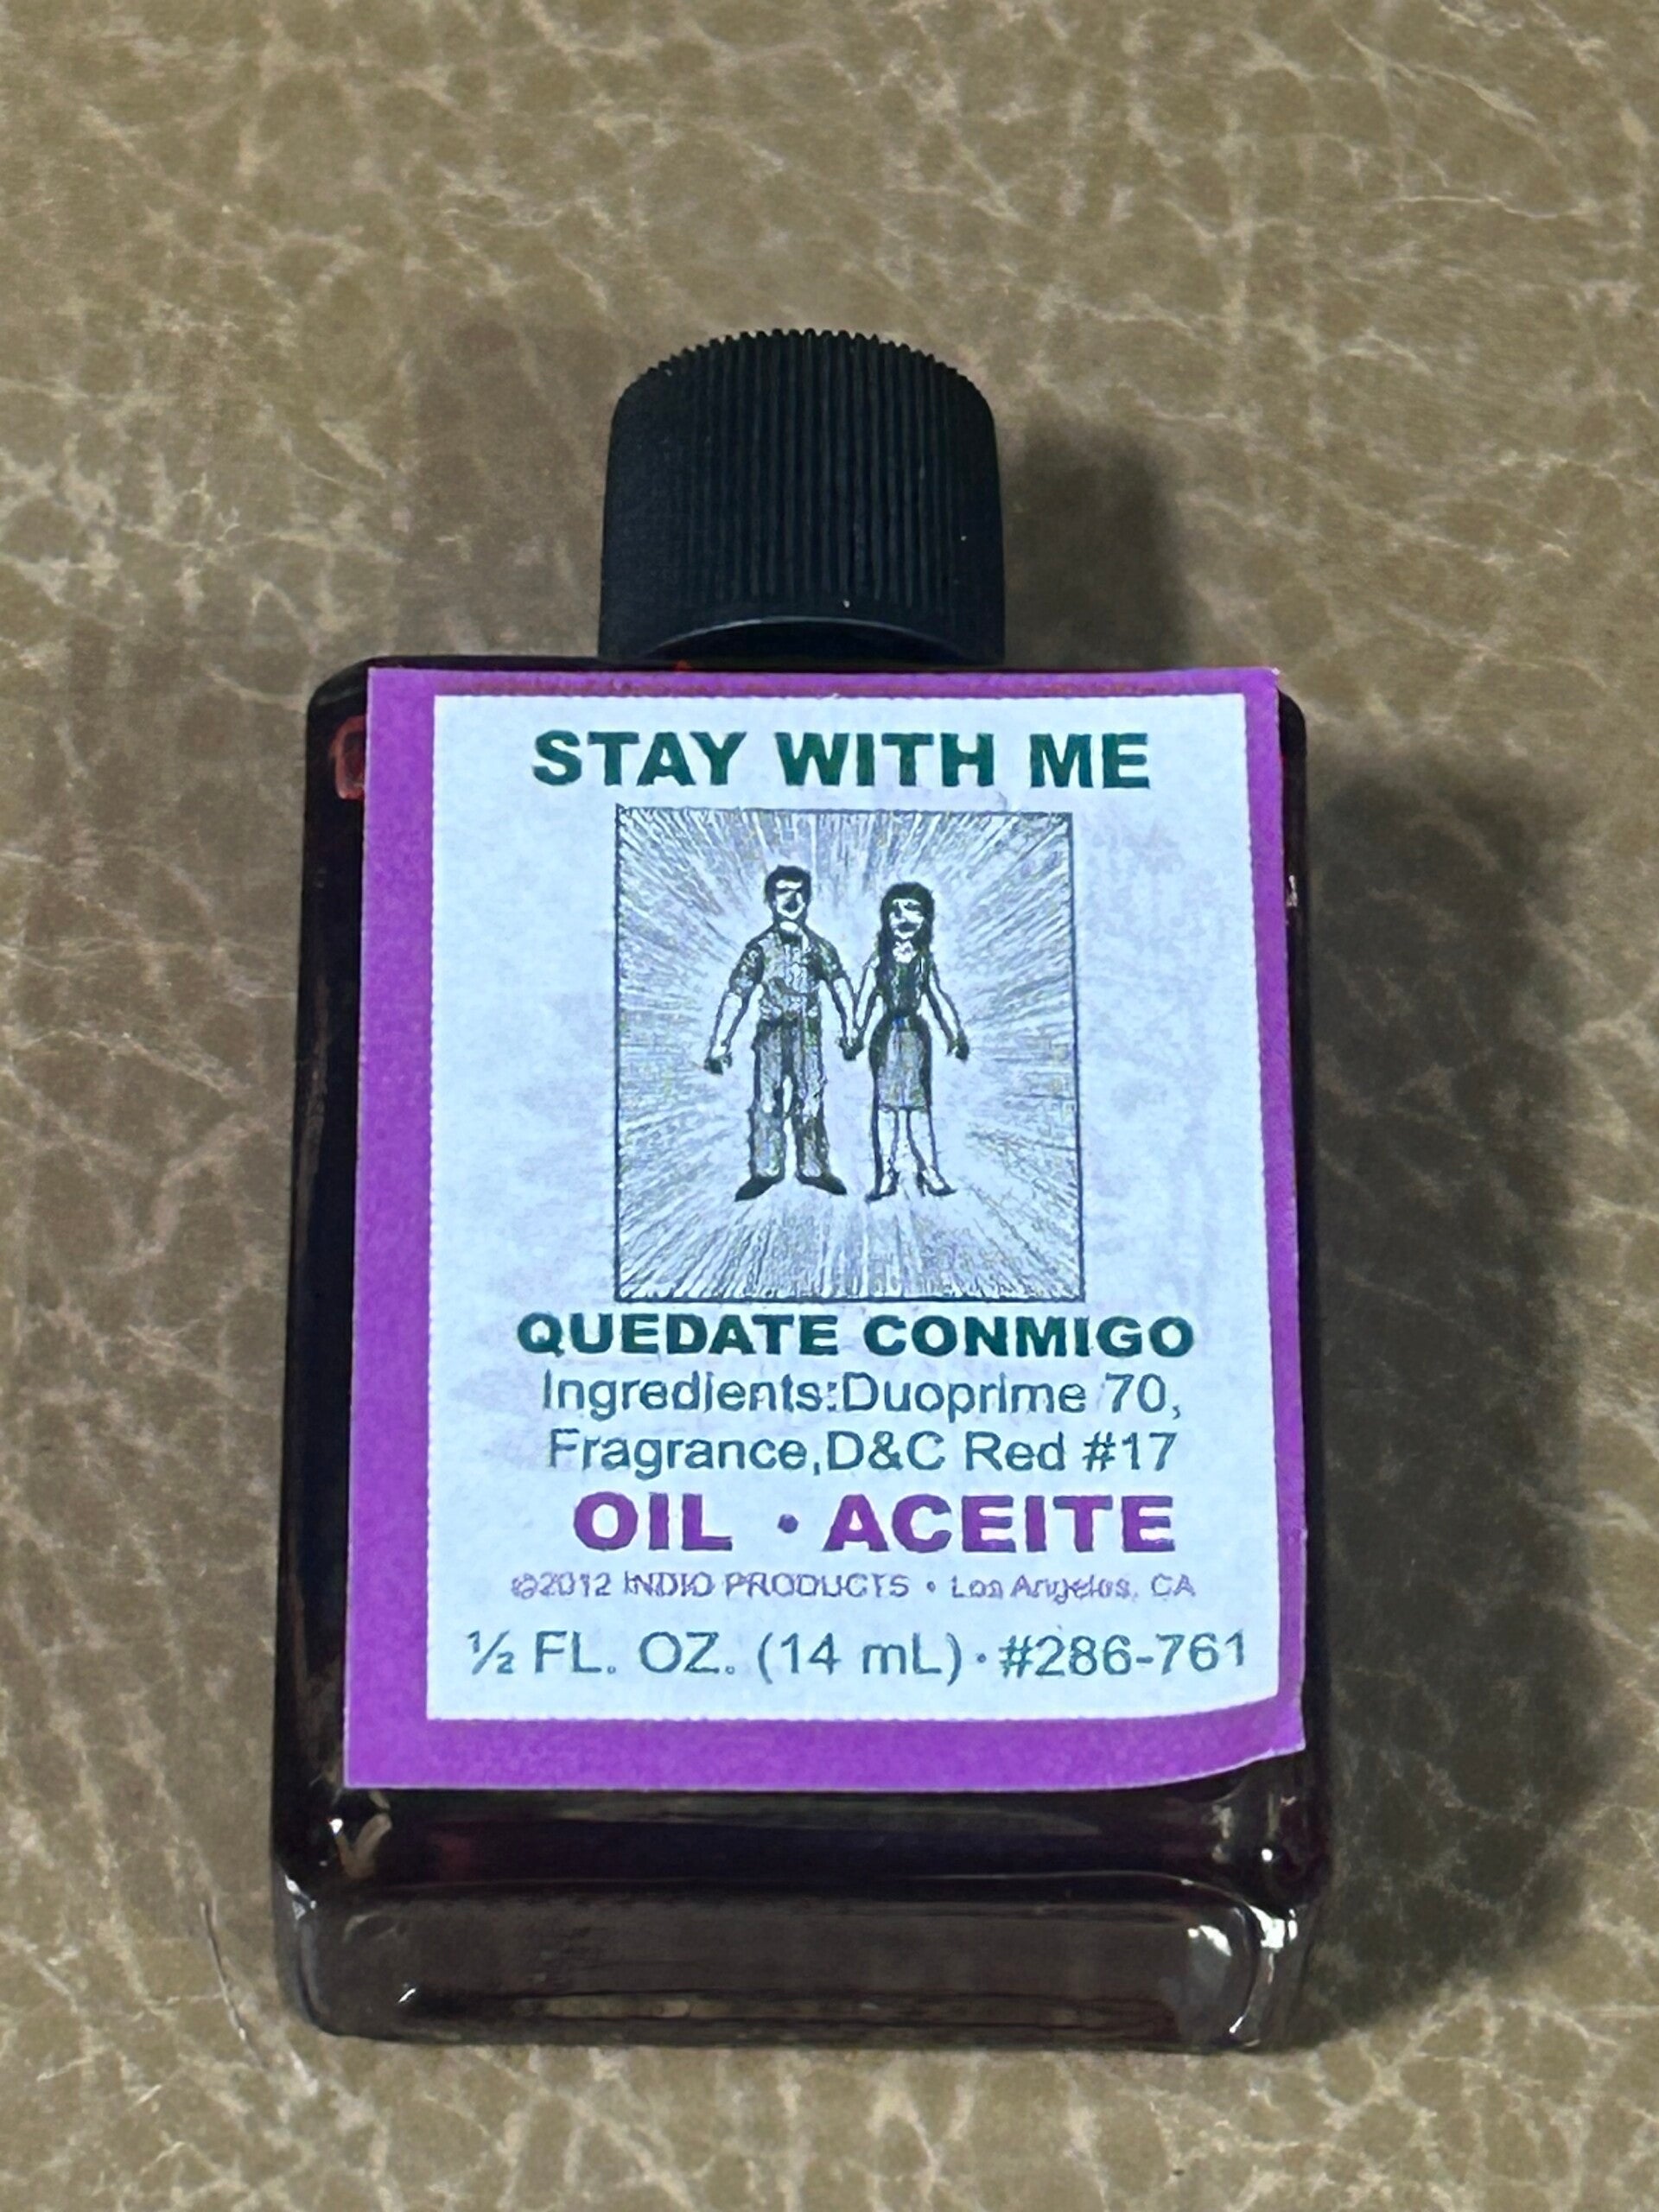 STAY WITH ME
QUEDATE CONMIGO
Ingredients:Duoprime 70,
Fragrance,D&C Red #17
OIL • ACEITE
©2012 INDIO PRODUCTS • Los Angeles, CA
½ FL. OZ. (14 mL) • #286-761